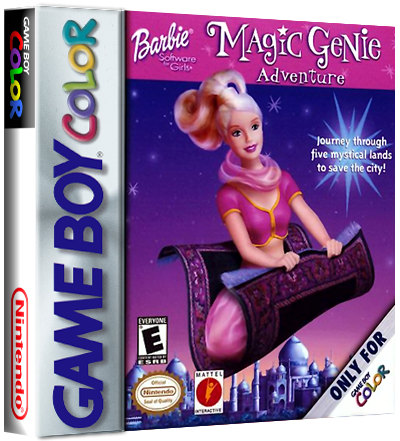 GAME BOY COLOR
Nintendo
GAME BOY COLOR
Barbie
Software
for Girls
MAGIC GENIE
Adventure
Journey through
five mystical lands
to save the city!
EVERYONE
E
ESRB
Official
Nintendo
Seal of Quality
MATTEL
INTERACTIVE
ONLY FOR
GAME BOY
COLOR